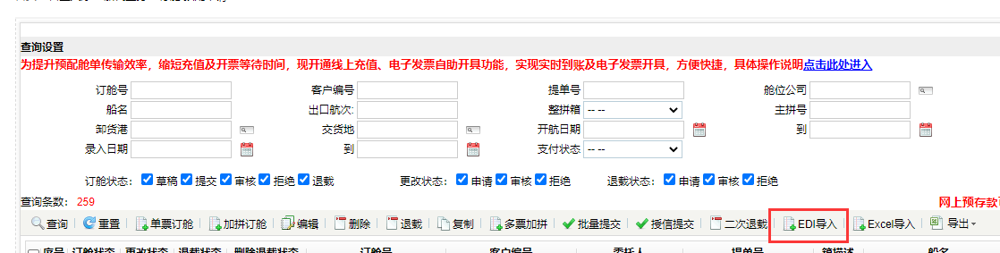 查询设置
为提升预配舱单传输效率，缩短充值及开票等待时间，现开通线上充值、电子发票自助开具功能，实现实时到账及电子发票开具，方便快捷，具体操作说明点击此处进入
订舱号 客户编号 提单号 舱位公司
船名 出口航次: 整拼箱 -- -- 主拼号
卸货港 交货地 开航日期 到
录入日期 到 支付状态 -- --
订舱状态： 草稿 提交 审核 拒绝 退载 更改状态： 申请 审核 拒绝 退载状态： 申请 审核 拒绝
查询条数： 259 网上预存款
查询 重置 单票订舱 加拼订舱 编辑 删除 退载 复制 多票加拼 批量提交 授信提交 二次退载 EDI导入 Excel导入 导出
序号 订舱状态 更改状态 退载状态 删除退载状态 订舱号 客户编号 委托人 提单号 箱描述 船名